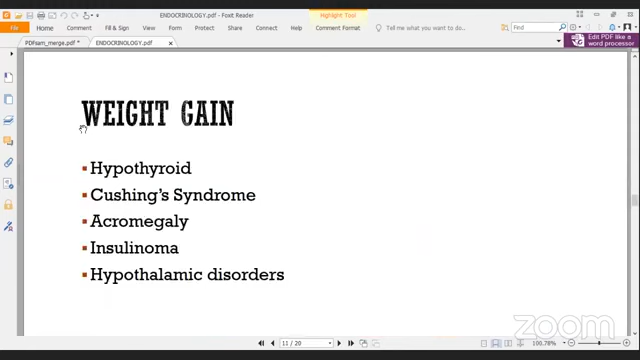 ENDOCRINOLOGY.pdf - Foxit Reader
Highlight Tool
File
Home
Comment
Fill & Sign
View
Form
Protect
Share
Help
Extras
Comment Format
Tell me what you want to do...
Find
PDFsam_merge.pdf *
ENDOCRINOLOGY.pdf
Edit PDF like a
word processor
WEIGHT GAIN
Hypothyroid
Cushing's Syndrome
Acromegaly
Insulinoma
Hypothalamic disorders
zoom
11 / 20
100.78%